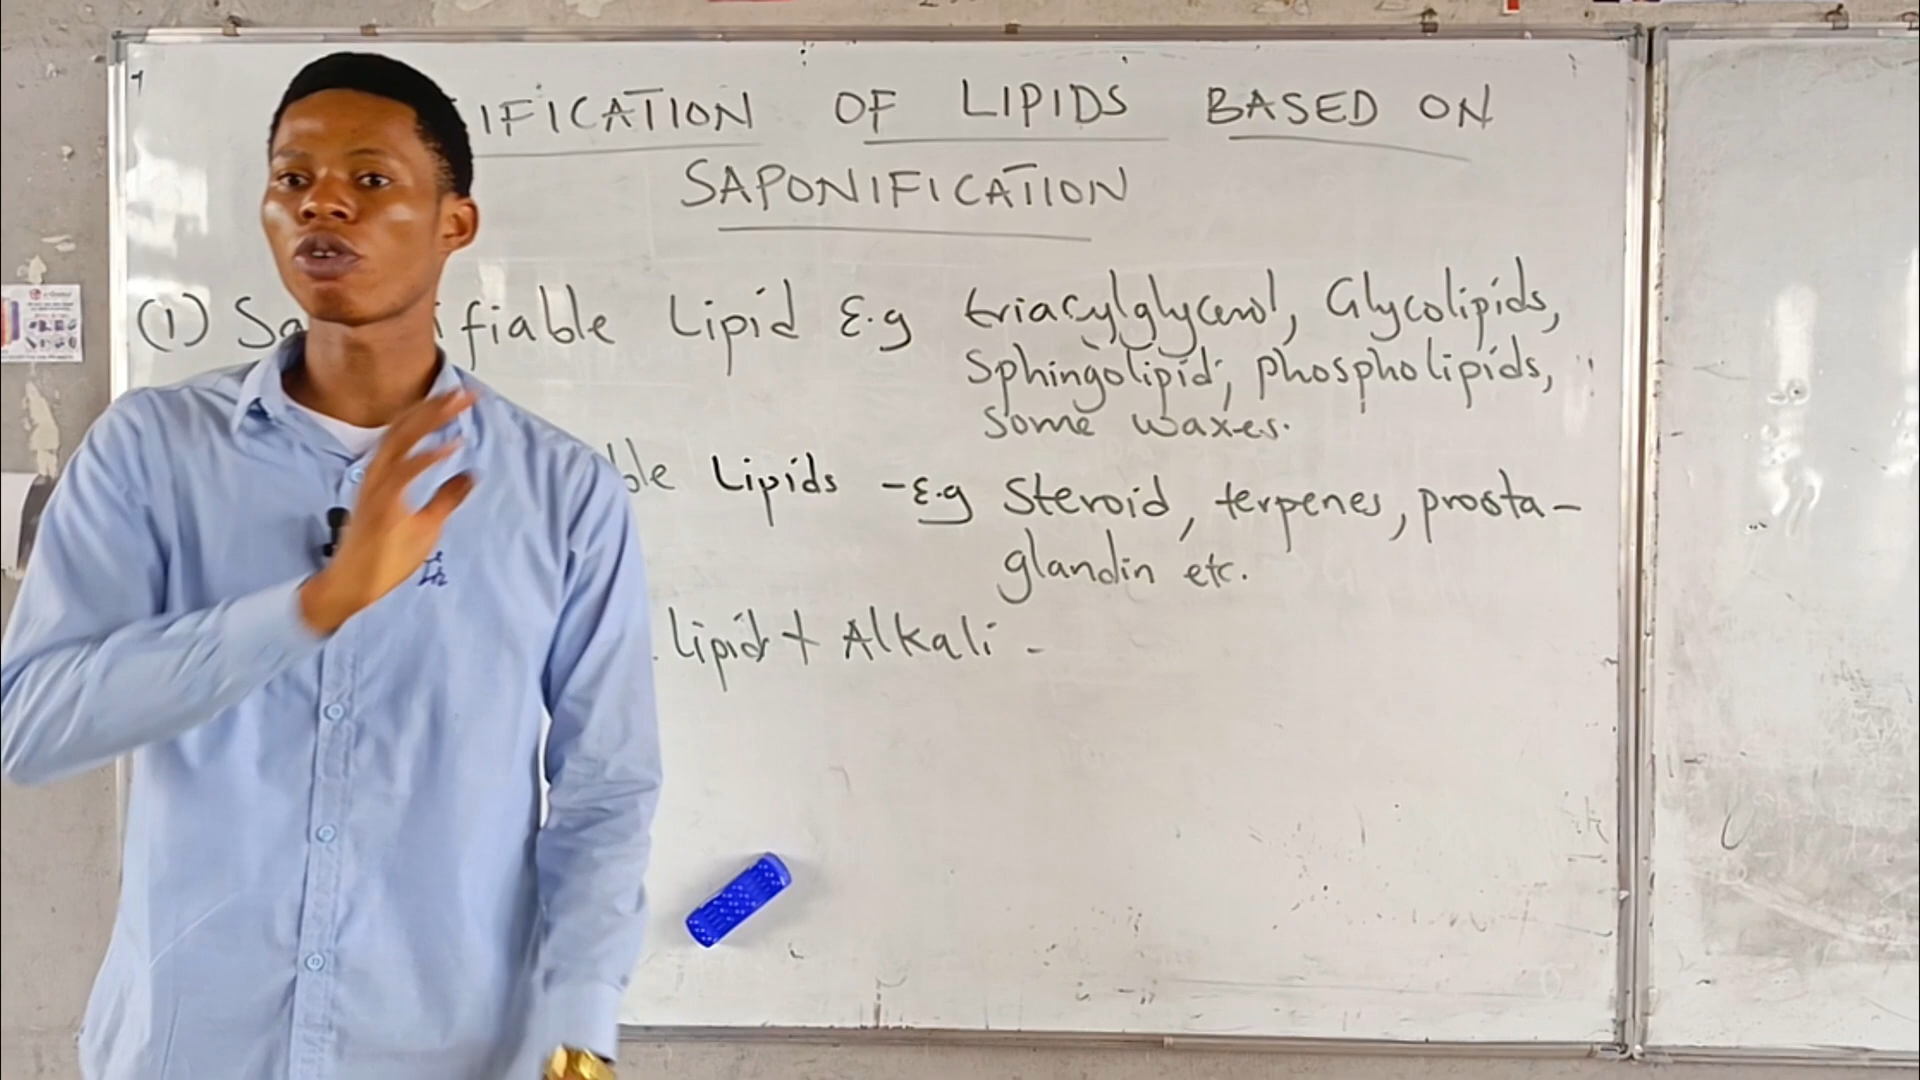 IFICATION OF LIPIDS BASED ON
SAPONIFICATION
(1) Sa ifiable Lipid E.g triacylglycerol, Glycolipids,
Sphingolipid, phospholipids,
Some waxes.
ble Lipids - E.g Steroid, terpenes, prosta-
glandin etc.
Lipid + Alkali -